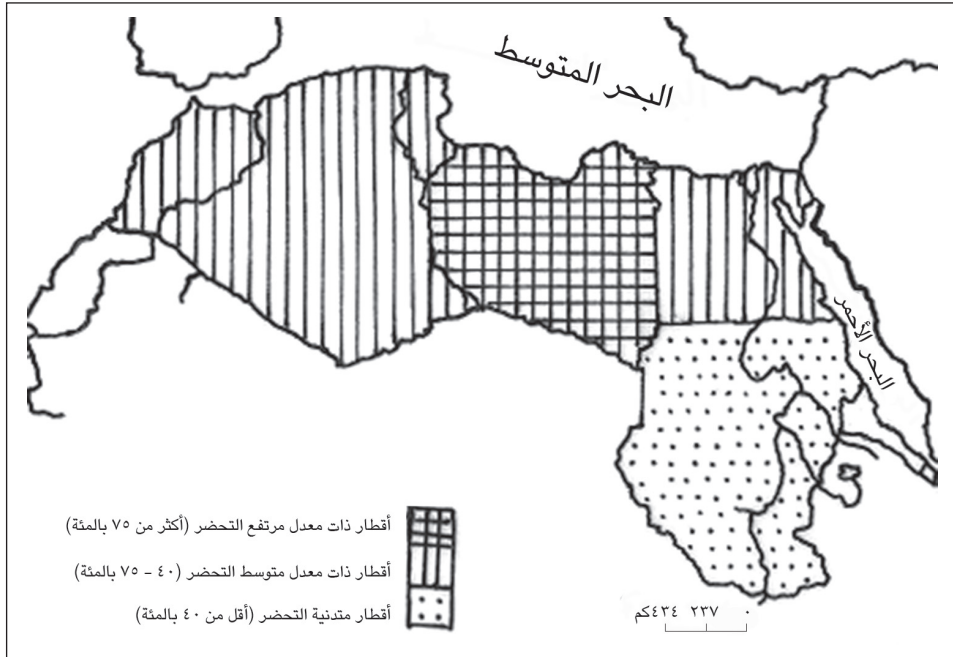 البحر المتوسط
البحر الأحمر
أقطار ذات معدل مرتفع التحضر (أكثر من ٧٥ بالمئة)
أقطار ذات معدل متوسط التحضر (٤٠ - ٧٥ بالمئة)
أقطار متدنية التحضر (أقل من ٤٠ بالمئة)
٠ ٢٣٧ ٤٣٤كم